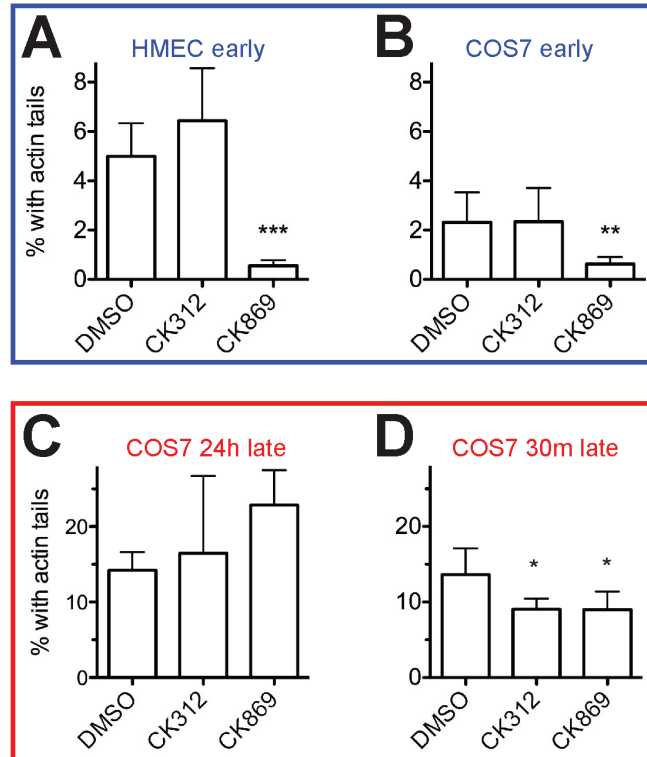 A
HMEC early
% with actin tails
8
6
4
2
0
***
DMSO
CK312
CK869
B
COS7 early
8
6
4
2
0
**
DMSO
CK312
CK869
C
COS7 24h late
% with actin tails
20
10
0
DMSO
CK312
CK869
D
COS7 30m late
20
10
0
*
*
DMSO
CK312
CK869